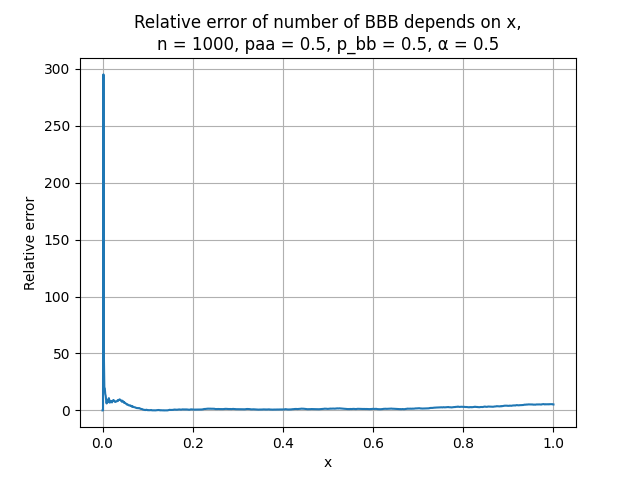 Relative error of number of BBB depends on x,
n = 1000, paa = 0.5, p_bb = 0.5, α = 0.5
300
250
200
150
100
50
0
Relative error
0.0 0.2 0.4 0.6 0.8 1.0
x